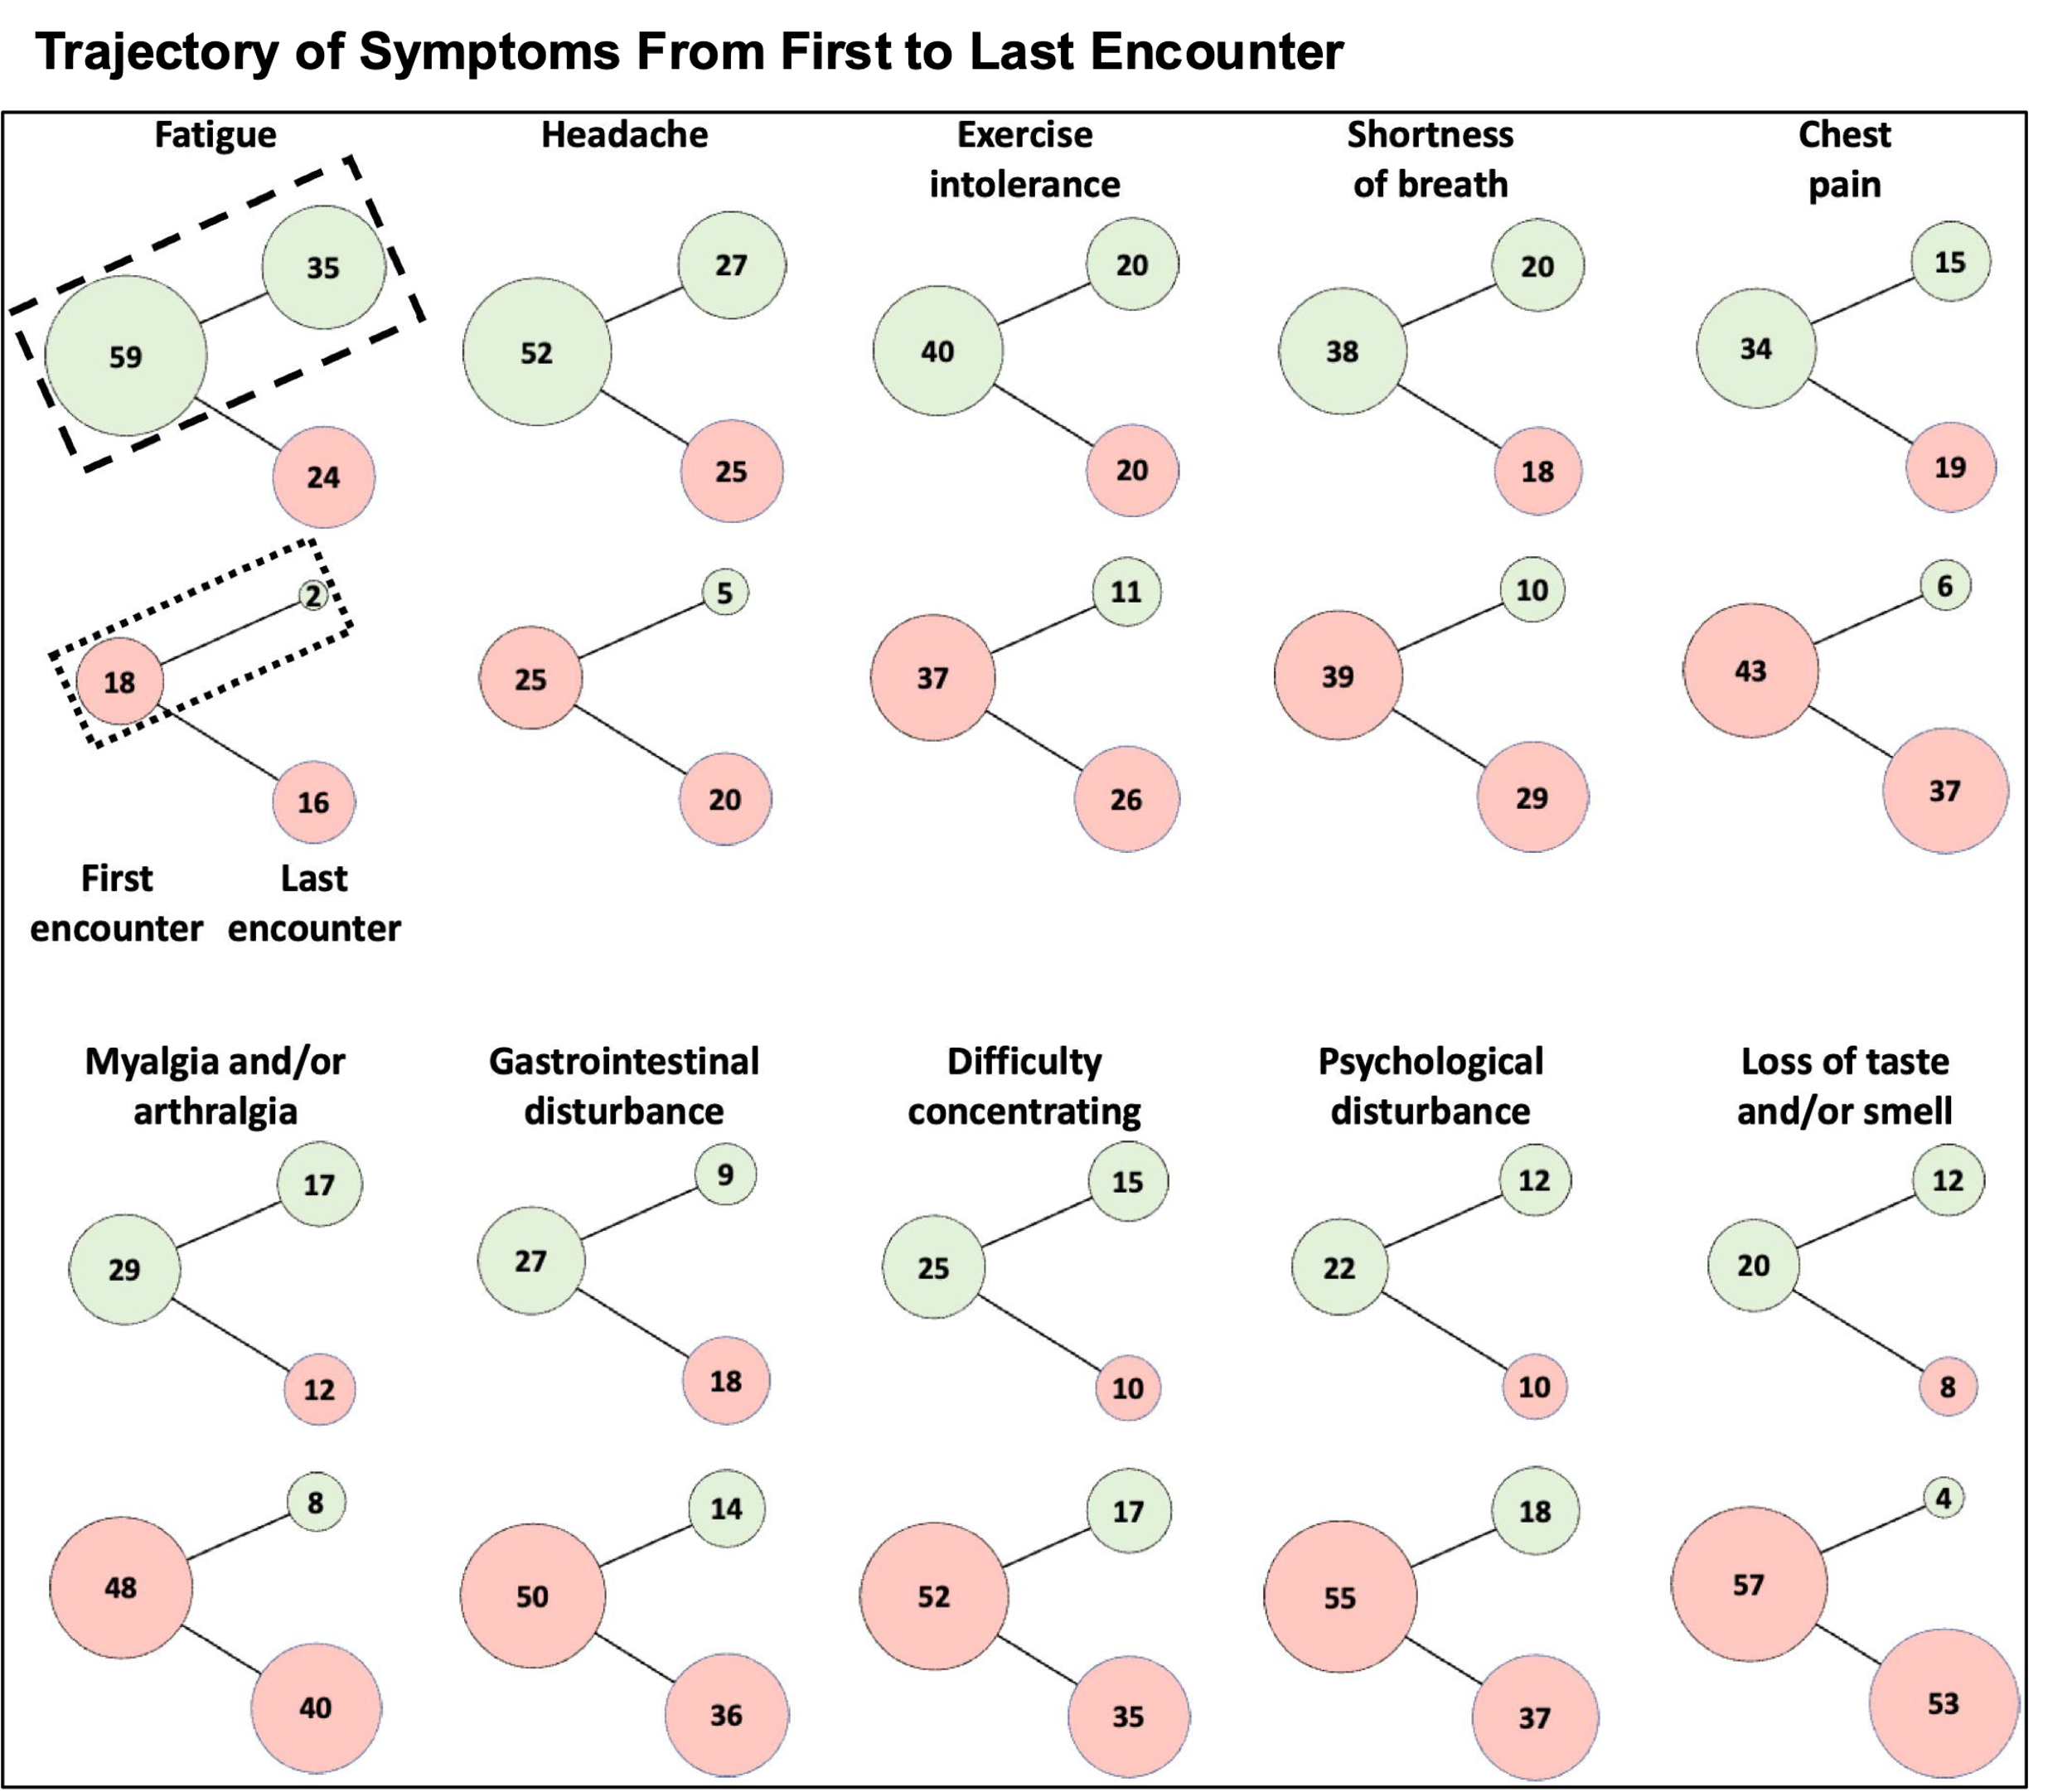 Trajectory of Symptoms From First to Last Encounter
Fatigue
59
35
24
18
2
16
First
encounter
Last
encounter
Headache
52
27
25
25
5
20
Exercise
intolerance
40
20
20
37
11
26
Shortness
of breath
38
20
18
39
10
29
Chest
pain
34
15
19
43
6
37
Myalgia and/or
arthralgia
29
17
12
48
8
40
Gastrointestinal
disturbance
27
9
18
50
14
36
Difficulty
concentrating
25
15
10
52
17
35
Psychological
disturbance
22
12
10
55
18
37
Loss of taste
and/or smell
20
12
8
57
4
53